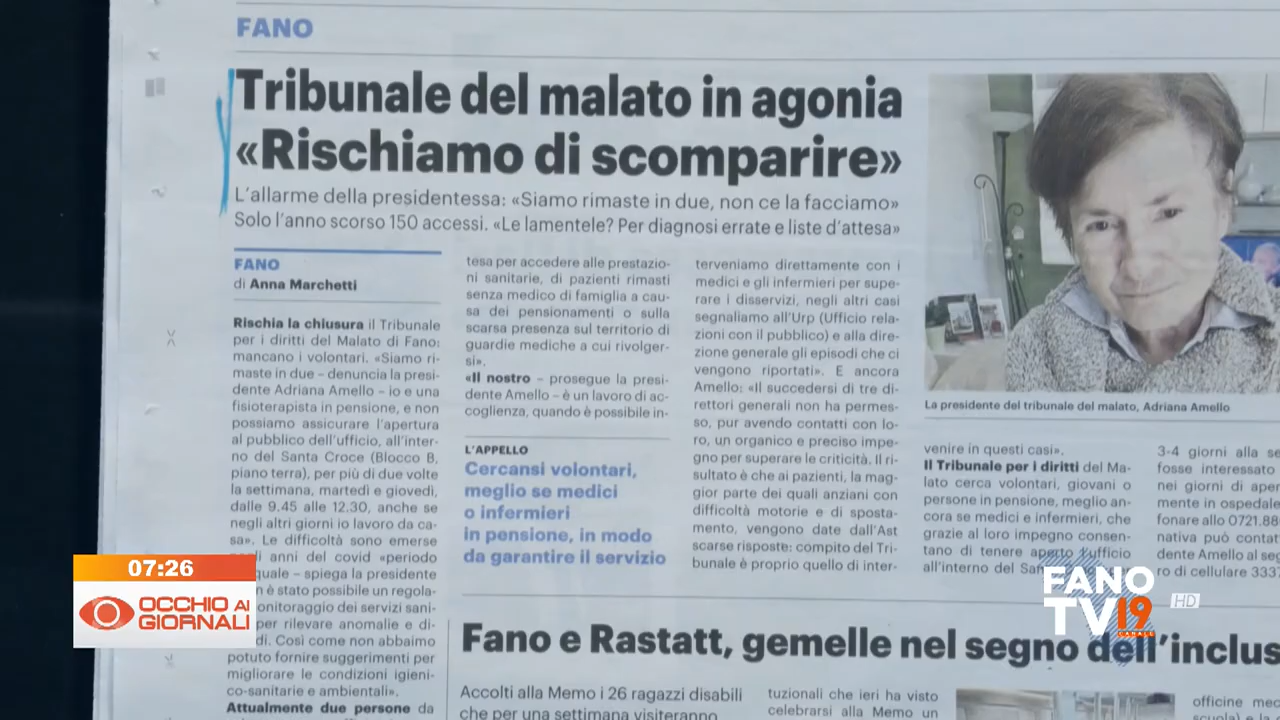 FANO
Tribunale del malato in agonia
«Rischiamo di scomparire»
L'allarme della presidentessa: «Siamo rimaste in due, non ce la facciamo»
Solo l'anno scorso 150 accessi. «Le lamentele? Per diagnosi errate e liste d'attesa»
FANO
di Anna Marchetti
Rischia la chiusura il Tribunale
per i diritti del Malato di Fano:
mancano i volontari. «Siamo ri-
maste in due – denuncia la presi-
dente Adriana Amello – io e una
fisioterapista in pensione, e non
possiamo assicurare l'apertura
al pubblico dell'ufficio, all'inter-
no del Santa Croce (Blocco B,
piano terra), per più di due volte
la settimana, martedì e giovedì,
dalle 9.45 alle 12.30, anche se
negli altri giorni io lavoro da ca-
sa». Le difficoltà sono emerse
anni del covid «periodo
quale – spiega la presidente
è stato possibile un regola-
onitoraggio dei servizi sani-
per rilevare anomalie e di-
di. Così come non abbiamo
potuto fornire suggerimenti per
migliorare le condizioni igieni-
co-sanitarie e ambientali».
Attualmente due persone da
tesa per accedere alle prestazio-
ni sanitarie, di pazienti rimasti
senza medico di famiglia a cau-
sa dei pensionamenti o sulla
scarsa presenza sul territorio di
guardie mediche a cui rivolger-
si».
«Il nostro – prosegue la presi-
dente Amello – è un lavoro di ac-
coglienza, quando è possibile in-
L'APPELLO
Cercansi volontari,
meglio se medici
o infermieri
in pensione, in modo
da garantire il servizio
terveniamo direttamente con i
medici e gli infermieri per supe-
rare i disservizi, negli altri casi
segnaliamo all'Urp (Ufficio rela-
zioni con il pubblico) e alla dire-
zione generale gli episodi che ci
vengono riportati». E ancora
Amello: «Il succedersi di tre di-
rettori generali non ha permes-
so, pur avendo contatti con lo-
ro, un organico e preciso impe-
gno per superare le criticità. Il ri-
sultato è che ai pazienti, la mag-
gior parte dei quali anziani con
difficoltà motorie e di sposta-
mento, vengono date dall'Ast
scarse risposte: compito del Tri-
bunale è proprio quello di inter-
La presidente del tribunale del malato, Adriana Amello
venire in questi casi».
Il Tribunale per i diritti del Ma-
lato cerca volontari, giovani o
persone in pensione, meglio an-
cora se medici e infermieri, che
grazie al loro impegno consen-
tano di tenere aperto l'ufficio
all'interno del San
3-4 giorni alla se
fosse interessato
nei giorni di aper
mente in ospedale
fonare allo 0721.88
nativa può contat
dente Amello al seg
ro di cellulare 3337
Fano e Rastatt, gemelle nel segno dell'inclus
Accolti alla Memo i 26 ragazzi disabili
che per una settimana visiteranno
tuzionali che ieri ha visto
celebrarsi alla Memo un
officine med
07:26
OCCHIO AI
GIORNALI
FANO
TV 19
CANALE
HD